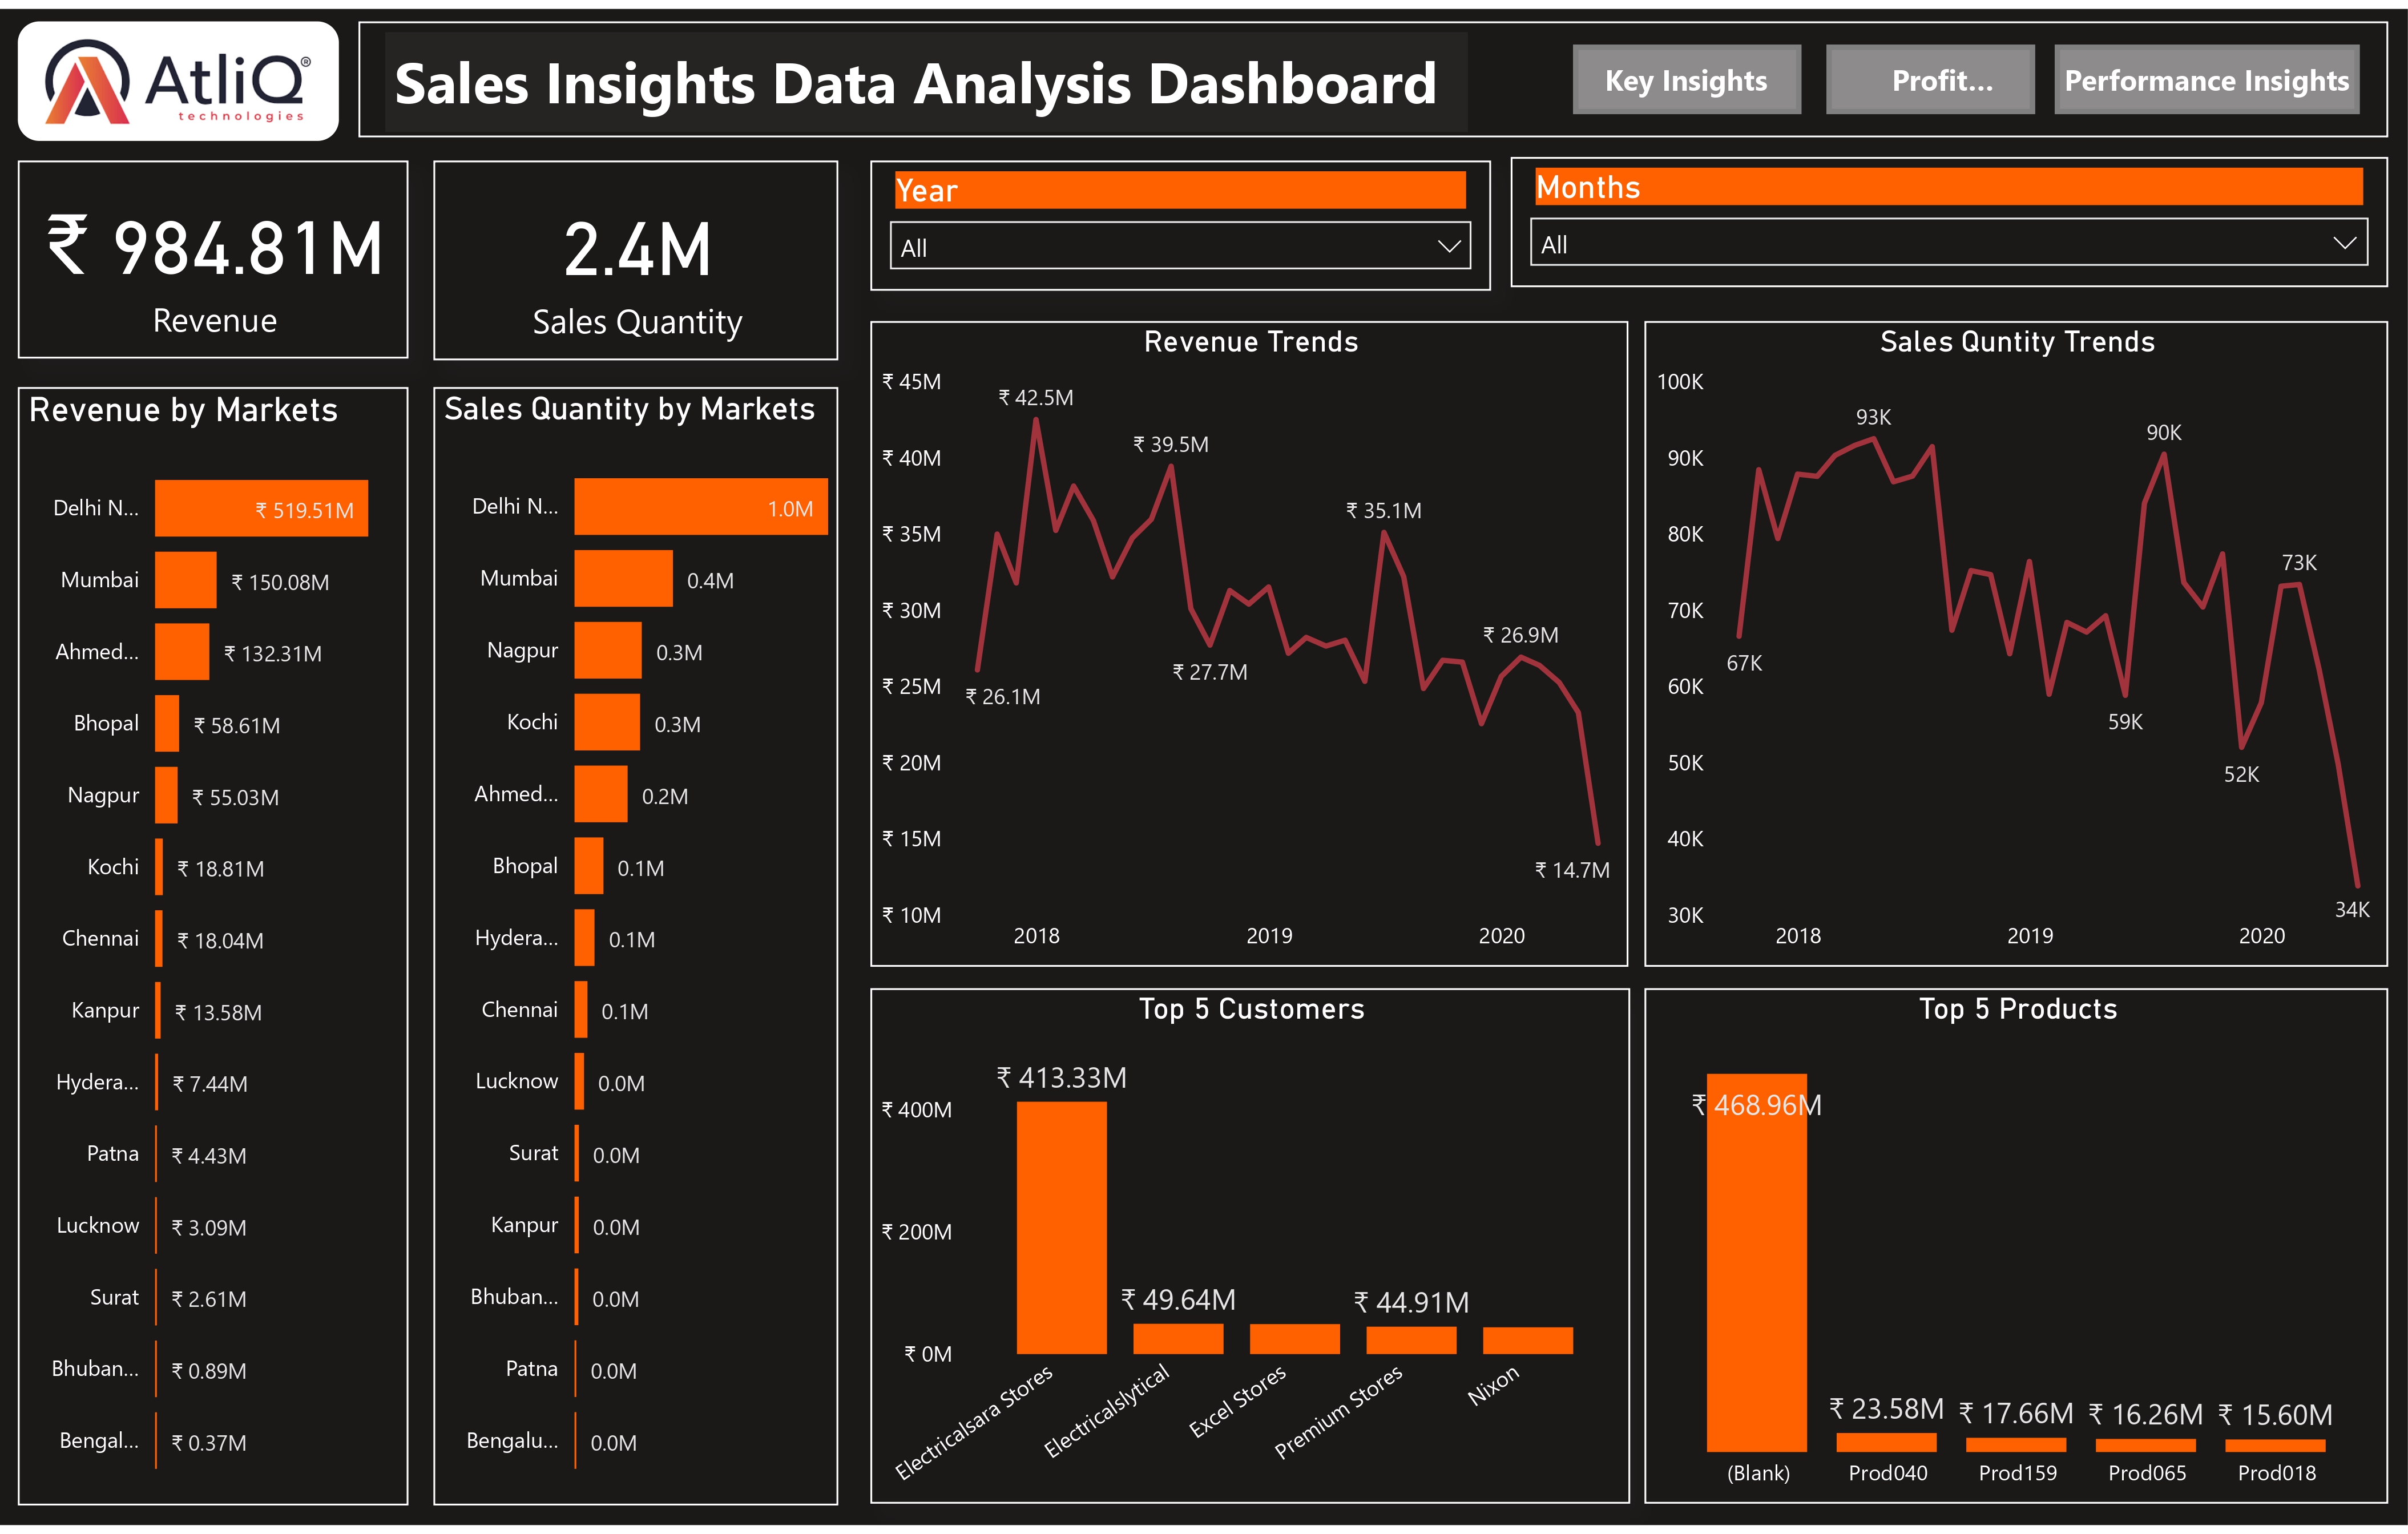 AtliQ®
technologies
Sales Insights Data Analysis Dashboard
Key Insights
Profit...
Performance Insights
₹ 984.81M
Revenue
2.4M
Sales Quantity
Year
All
Months
All
Revenue by Markets
Delhi N... ₹ 519.51M
Mumbai ₹ 150.08M
Ahmed... ₹ 132.31M
Bhopal ₹ 58.61M
Nagpur ₹ 55.03M
Kochi ₹ 18.81M
Chennai ₹ 18.04M
Kanpur ₹ 13.58M
Hydera... ₹ 7.44M
Patna ₹ 4.43M
Lucknow ₹ 3.09M
Surat ₹ 2.61M
Bhuban... ₹ 0.89M
Bengal... ₹ 0.37M
Sales Quantity by Markets
Delhi N... 1.0M
Mumbai 0.4M
Nagpur 0.3M
Kochi 0.3M
Ahmed... 0.2M
Bhopal 0.1M
Hydera... 0.1M
Chennai 0.1M
Lucknow 0.0M
Surat 0.0M
Kanpur 0.0M
Bhuban... 0.0M
Patna 0.0M
Bengalu... 0.0M
Revenue Trends
₹ 45M
₹ 40M
₹ 35M
₹ 30M
₹ 25M
₹ 20M
₹ 15M
₹ 10M
₹ 26.1M
₹ 42.5M
₹ 39.5M
₹ 27.7M
₹ 35.1M
₹ 26.9M
₹ 14.7M
2018 2019 2020
Sales Quntity Trends
100K
90K
80K
70K
60K
50K
40K
30K
67K
93K
59K
90K
52K
73K
34K
2018 2019 2020
Top 5 Customers
₹ 400M
₹ 200M
₹ 0M
₹ 413.33M
₹ 49.64M
₹ 44.91M
Electricalsara Stores
Electricalslytical
Excel Stores
Premium Stores
Nixon
Top 5 Products
₹ 468.96M
₹ 23.58M ₹ 17.66M ₹ 16.26M ₹ 15.60M
(Blank) Prod040 Prod159 Prod065 Prod018